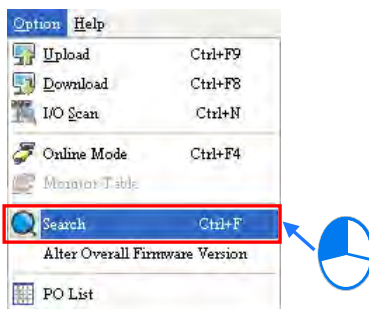 Option Help
Upload Ctrl+F9
Download Ctrl+F8
I/O Scan Ctrl+N
Online Mode Ctrl+F4
Monitor Table
Search Ctrl+F
Alter Overall Firmware Version
PO List